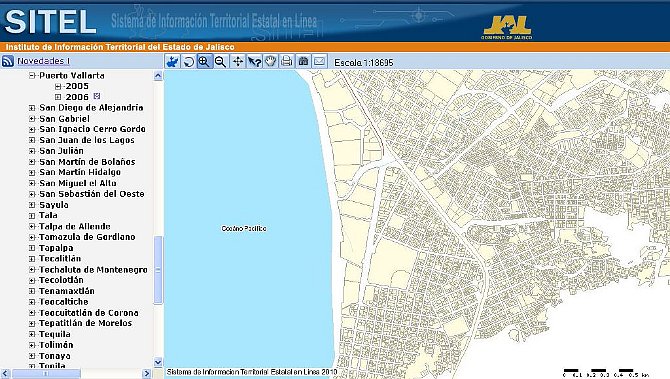 SITEL
Sistema de Información Territorial Estatal en Línea
JAL
GOBIERNO DE JALISCO
Instituto de Información Territorial del Estado de Jalisco
Novedades |
Escala 1:18695
Puerto Vallarta
2005
2006
San Diego de Alejandría
San Gabriel
San Ignacio Cerro Gordo
San Juan de los Lagos
San Julián
San Martín de Bolaños
San Martín Hidalgo
San Miguel el Alto
San Sebastián del Oeste
Sayula
Tala
Talpa de Allende
Tamazula de Gordiano
Tapalpa
Tecalitlán
Techaluta de Montenegro
Tecolotlán
Tenamaxtlán
Teocaltiche
Teocuitatlán de Corona
Tepatitlán de Morelos
Tequila
Tolimán
Tonaya
Tonila
Oceáno Pacifico
Sistema de Informacion Territorial Estatal en Linea 2010
0 0.1 0.2 0.3 0.4 0.5 km